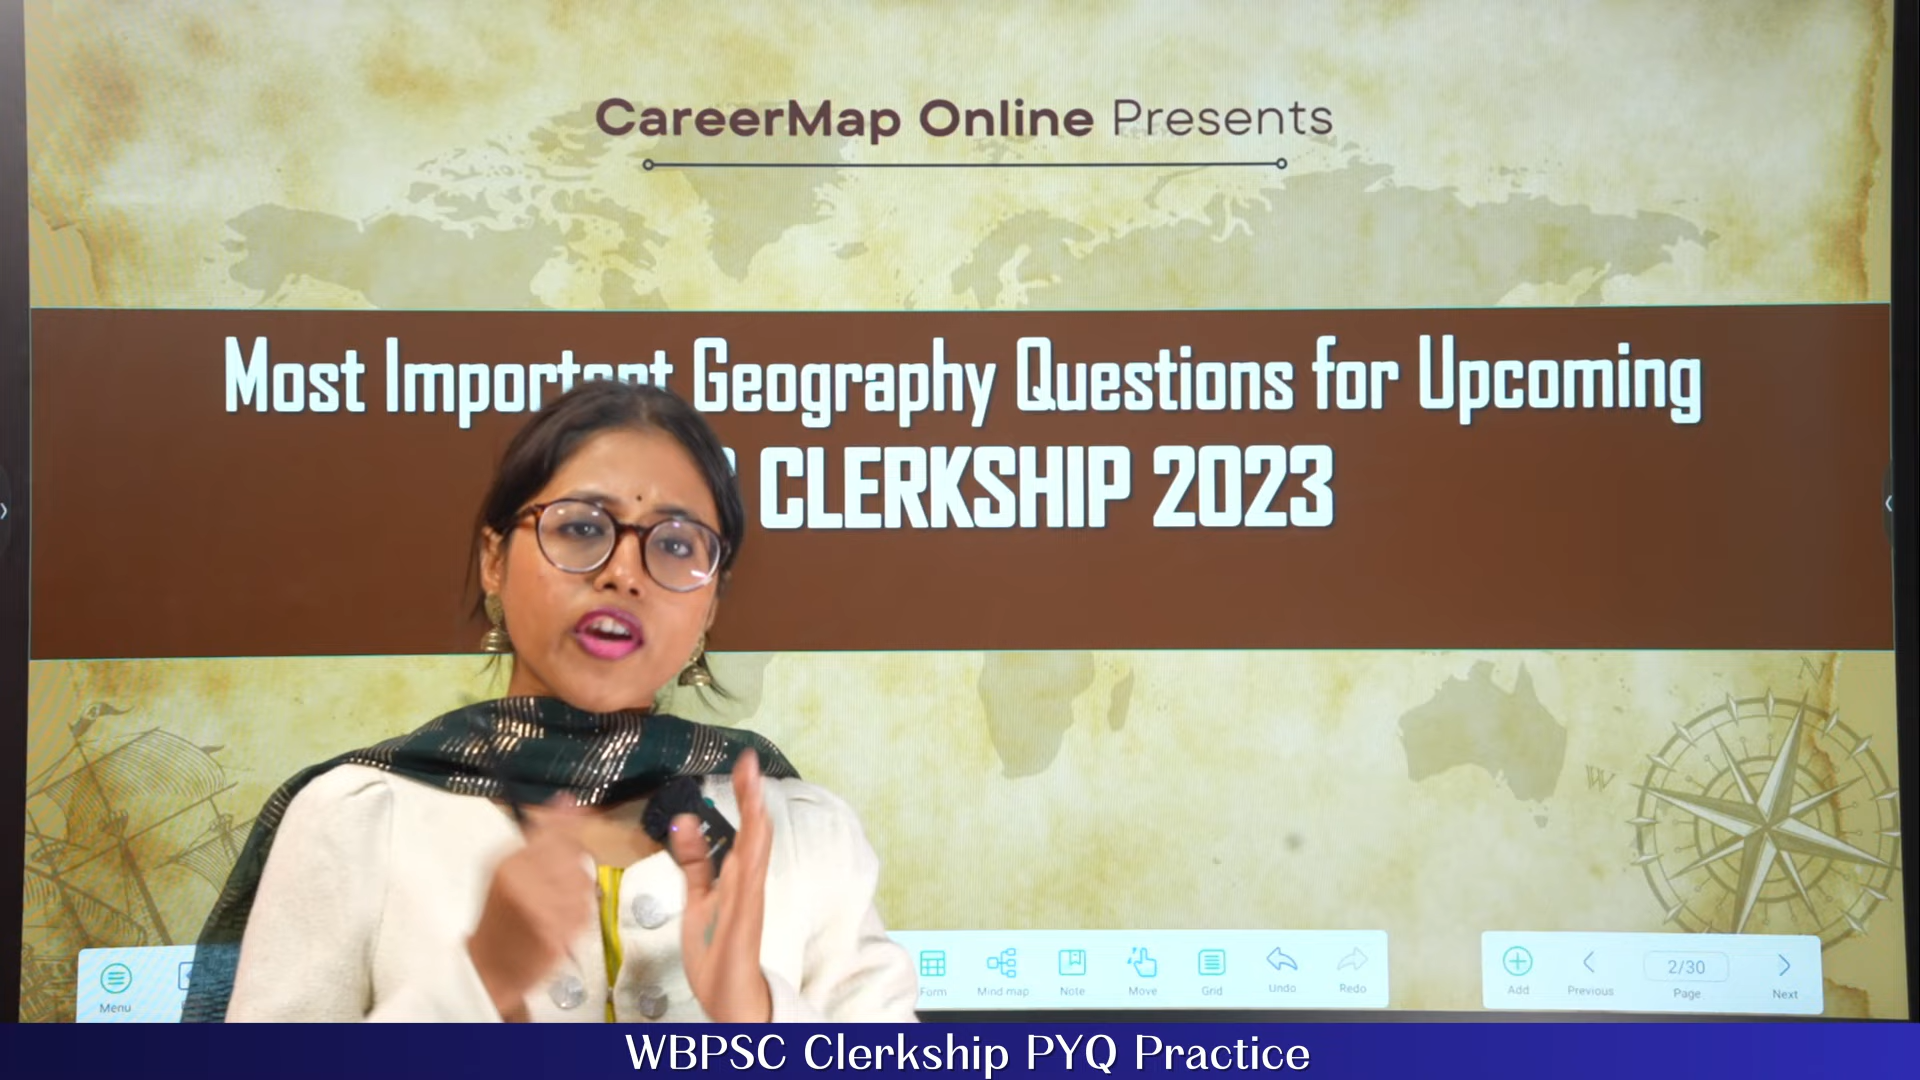 CareerMap Online Presents
Most Important Geography Questions for Upcoming
CLERKSHIP 2023
N
W
Menu
Form
Mind map
Note
Move
Grid
Undo
Redo
Add
Previous
2/30
Page
Next
WBPSC Clerkship PYQ Practice